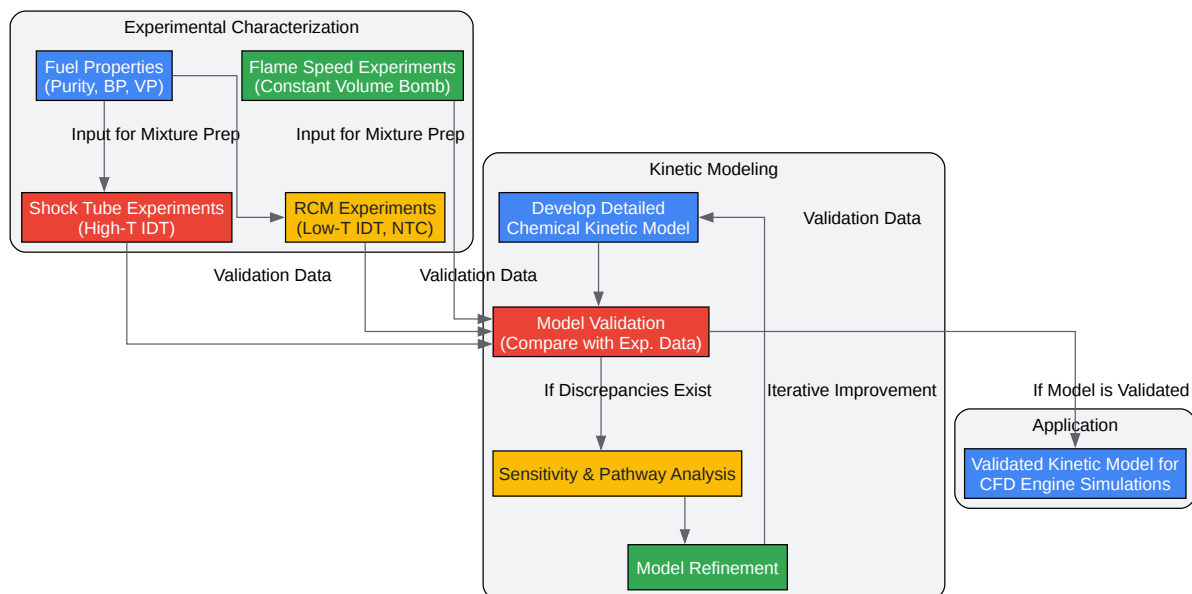 Experimental Characterization
Fuel Properties
(Purity, BP, VP)
Flame Speed Experiments
(Constant Volume Bomb)
Input for Mixture Prep
Input for Mixture Prep
Shock Tube Experiments
(High-T IDT)
RCM Experiments
(Low-T IDT, NTC)
Validation Data
Validation Data
Kinetic Modeling
Develop Detailed
Chemical Kinetic Model
Validation Data
Model Validation
(Compare with Exp. Data)
If Discrepancies Exist
Iterative Improvement
If Model is Validated
Sensitivity & Pathway Analysis
Model Refinement
Application
Validated Kinetic Model for
CFD Engine Simulations